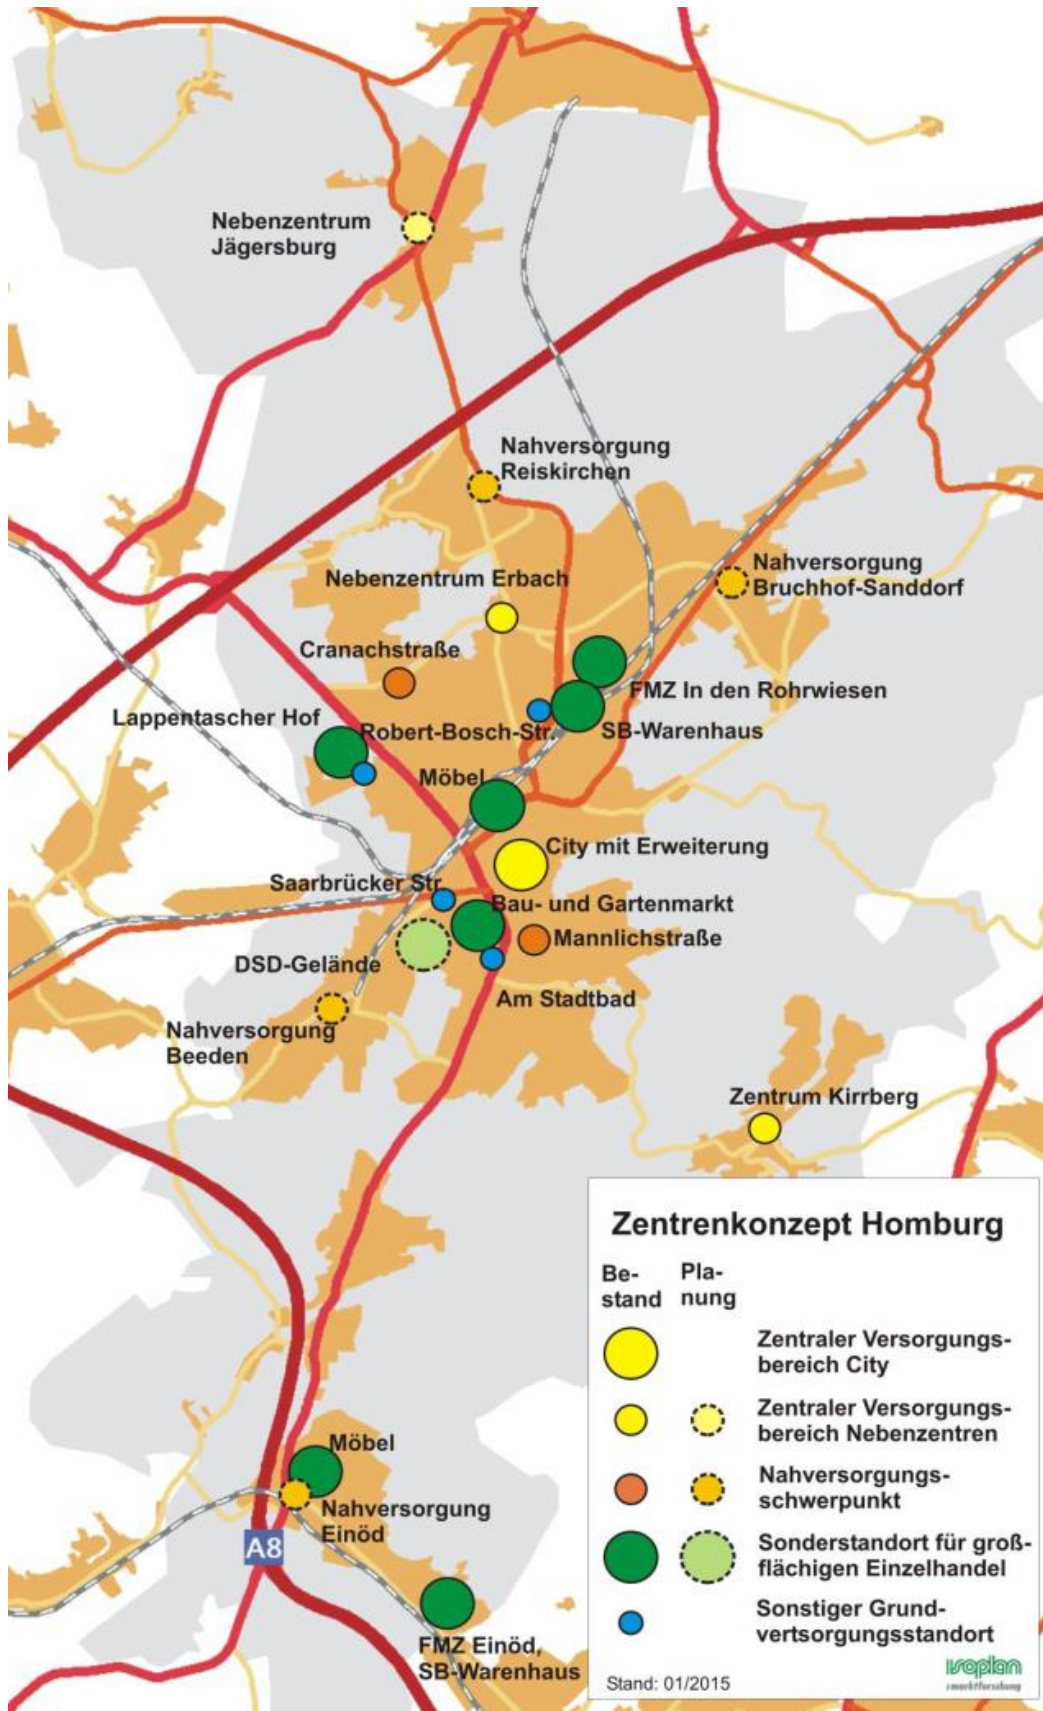 Nebenzentrum
Jägersburg
Nahversorgung
Reiskirchen
Nahversorgung
Bruchhof-Sanddorf
Nebenzentrum Erbach
Cranachstraße
FMZ In den Rohrwiesen
Lappentascher Hof
Robert-Bosch-Str.
SB-Warenhaus
Möbel
City mit Erweiterung
Saarbrücker Str.
Bau- und Gartenmarkt
Mannlichstraße
DSD-Gelände
Am Stadtbad
Nahversorgung
Beeden
Zentrum Kirrberg
Möbel
Nahversorgung
Einöd
A8
FMZ Einöd,
SB-Warenhaus
Zentrenkonzept Homburg
Be-
stand
Pla-
nung
Zentraler Versorgungs-
bereich City
Zentraler Versorgungs-
bereich Nebenzentren
Nahversorgungs-
schwerpunkt
Sonderstandort für groß-
flächigen Einzelhandel
Sonstiger Grund-
vertsorgungsstandort
Stand: 01/2015
isoplan
marktforschung